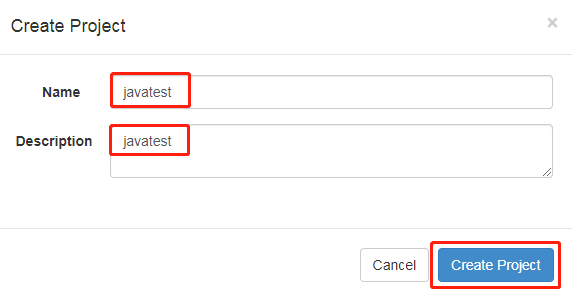 Create Project ×
Name javatest
Description javatest
Cancel Create Project